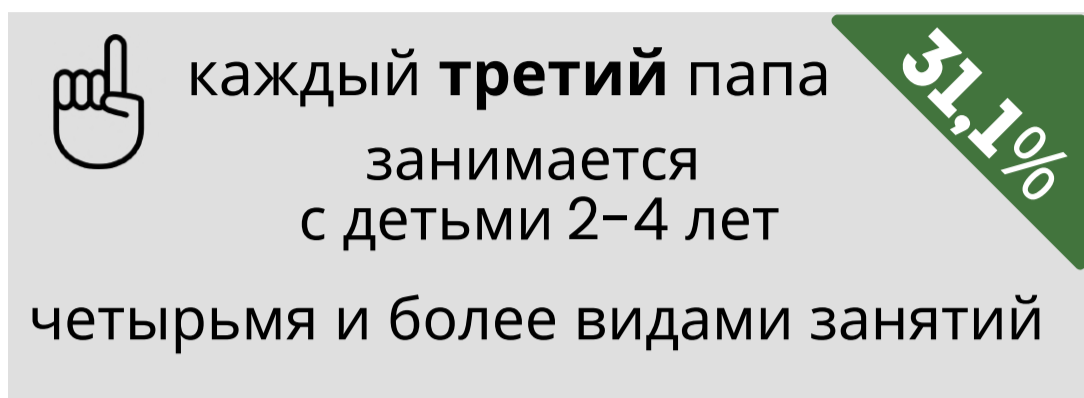 каждый третий папа
31,1%
занимается
с детьми 2–4 лет
четырьмя и более видами занятий